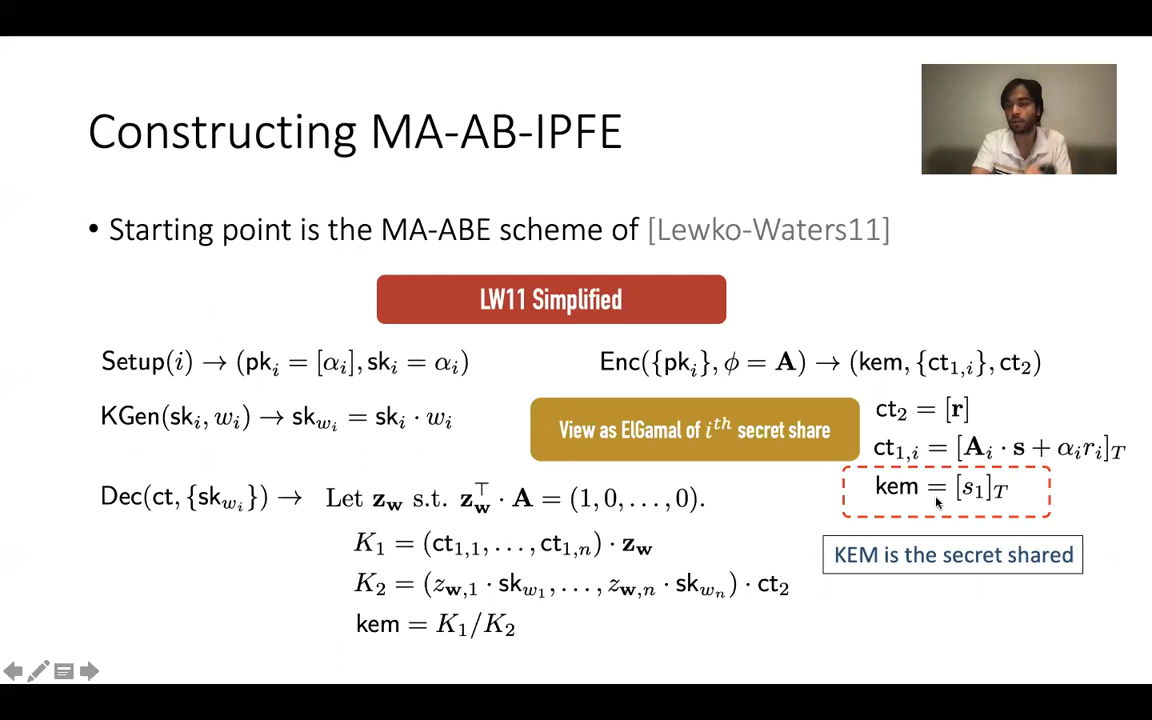 Constructing MA-AB-IPFE
• Starting point is the MA-ABE scheme of [Lewko-Waters11]
LW11 Simplified
Setup(i) → (pk_i = [α_i], sk_i = α_i)
Enc({pk_i}, ϕ = A) → (kem, {ct_{1,i}}, ct_2)
KGen(sk_i, w_i) → sk_{w_i} = sk_i · w_i
View as ElGamal of i^{th} secret share
ct_2 = [r]
ct_{1,i} = [A_i · s + α_i r_i]_T
kem = [s_1]_T
Dec(ct, {sk_{w_i}}) → Let z_w s.t. z_w^⊤ · A = (1, 0, . . . , 0).
K_1 = (ct_{1,1}, . . . , ct_{1,n}) · z_w
KEM is the secret shared
K_2 = (z_{w,1} · sk_{w_1}, . . . , z_{w,n} · sk_{w_n}) · ct_2
kem = K_1/K_2